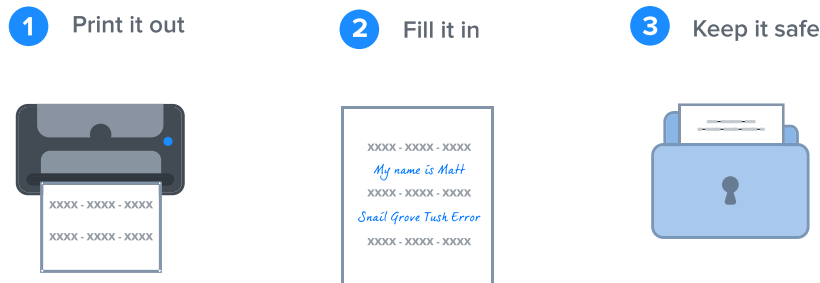 1 Print it out
2 Fill it in
3 Keep it safe
XXXX - XXXX - XXXX
XXXX - XXXX - XXXX
XXXX - XXXX - XXXX
My name is Matt
XXXX - XXXX - XXXX
Snail Grove Tush Error
XXXX - XXXX - XXXX